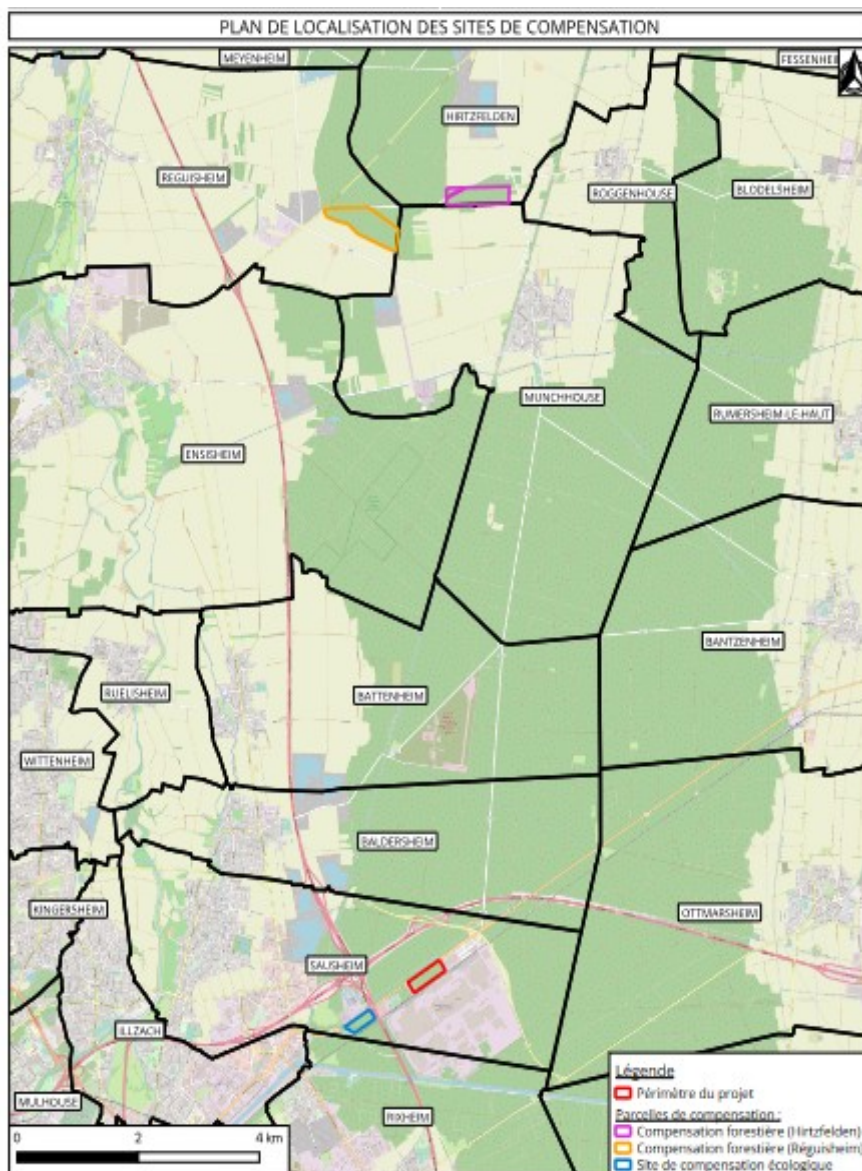 PLAN DE LOCALISATION DES SITES DE COMPENSATION
MEYENHEIM
FESSENHEI
HIRTZFELDEN
REGUISHEIM
ROGGENHOUSE
BLODELSHEIM
MUNCHHOUSE
RUMERSHEIM-LE-HAUT
ENSISHEIM
BANTZENHEIM
RUELISHEIM
BATTENHEIM
WITTENHEIM
BALDERSHEIM
KINGERSHEIM
OTTMARSHEIM
SAUSHEIM
ILLZACH
MULHOUSE
RIXHEIM
Légende
Périmètre du projet
Parcelles de compensation :
Compensation forestière (Hirtzfelden)
Compensation forestière (Réguisheim)
Site de compensation écologique
0 2 4 km